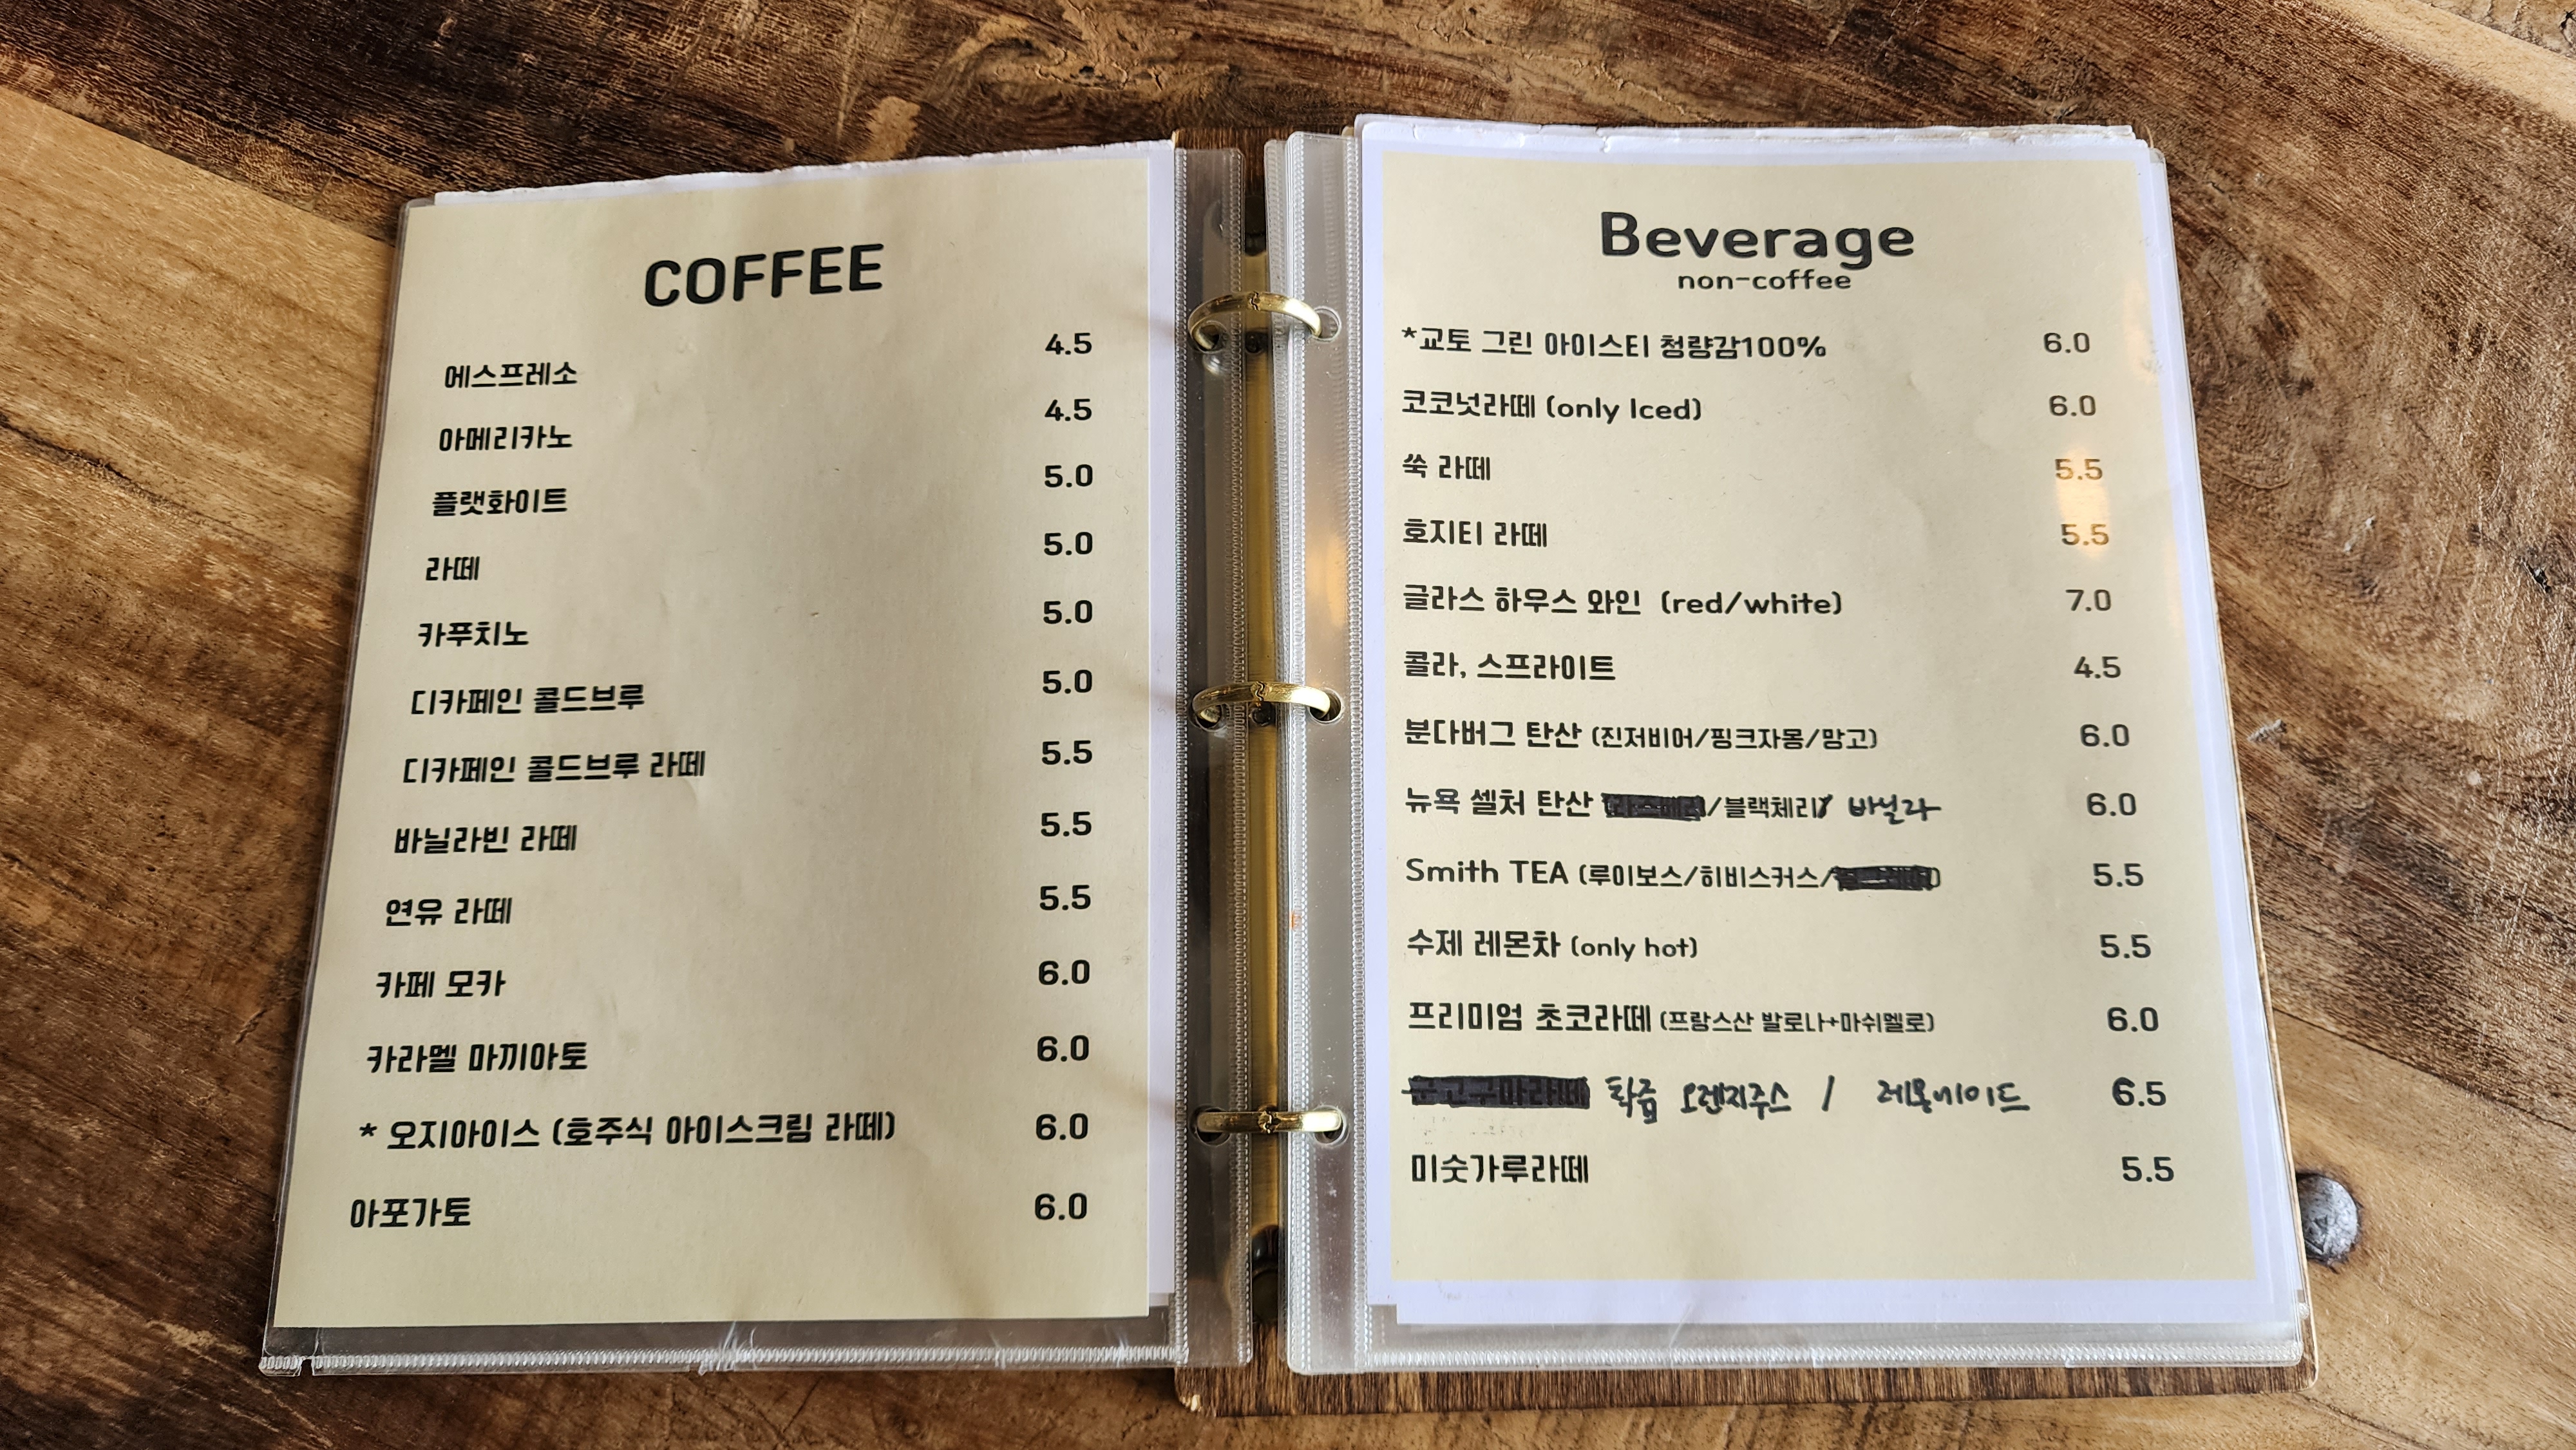 COFFEE
에스프레소 4.5
아메리카노 4.5
플랫화이트 5.0
라떼 5.0
카푸치노 5.0
디카페인 콜드브루 5.0
디카페인 콜드브루 라떼 5.5
바닐라빈 라떼 5.5
연유 라떼 5.5
카페 모카 6.0
카라멜 마끼아토 6.0
* 오지아이스 (호주식 아이스크림 라떼) 6.0
아포가토 6.0
Beverage
non-coffee
*교토 그린 아이스티 청량감100% 6.0
코코넛라떼 (only Iced) 6.0
쑥 라떼 5.5
호지티 라떼 5.5
글라스 하우스 와인 (red/white) 7.0
콜라, 스프라이트 4.5
분다버그 탄산 (진저비어/핑크자몽/망고) 6.0
뉴욕 셀처 탄산 /블랙체리/ 바닐라 6.0
Smith TEA (루이보스/히비스커스/ 5.5
수제 레몬차 (only hot) 5.5
프리미엄 초코라떼 (프랑스산 발로나+마쉬멜로) 6.0
착즙 오렌지주스 / 레몬에이드 6.5
미숫가루라떼 5.5